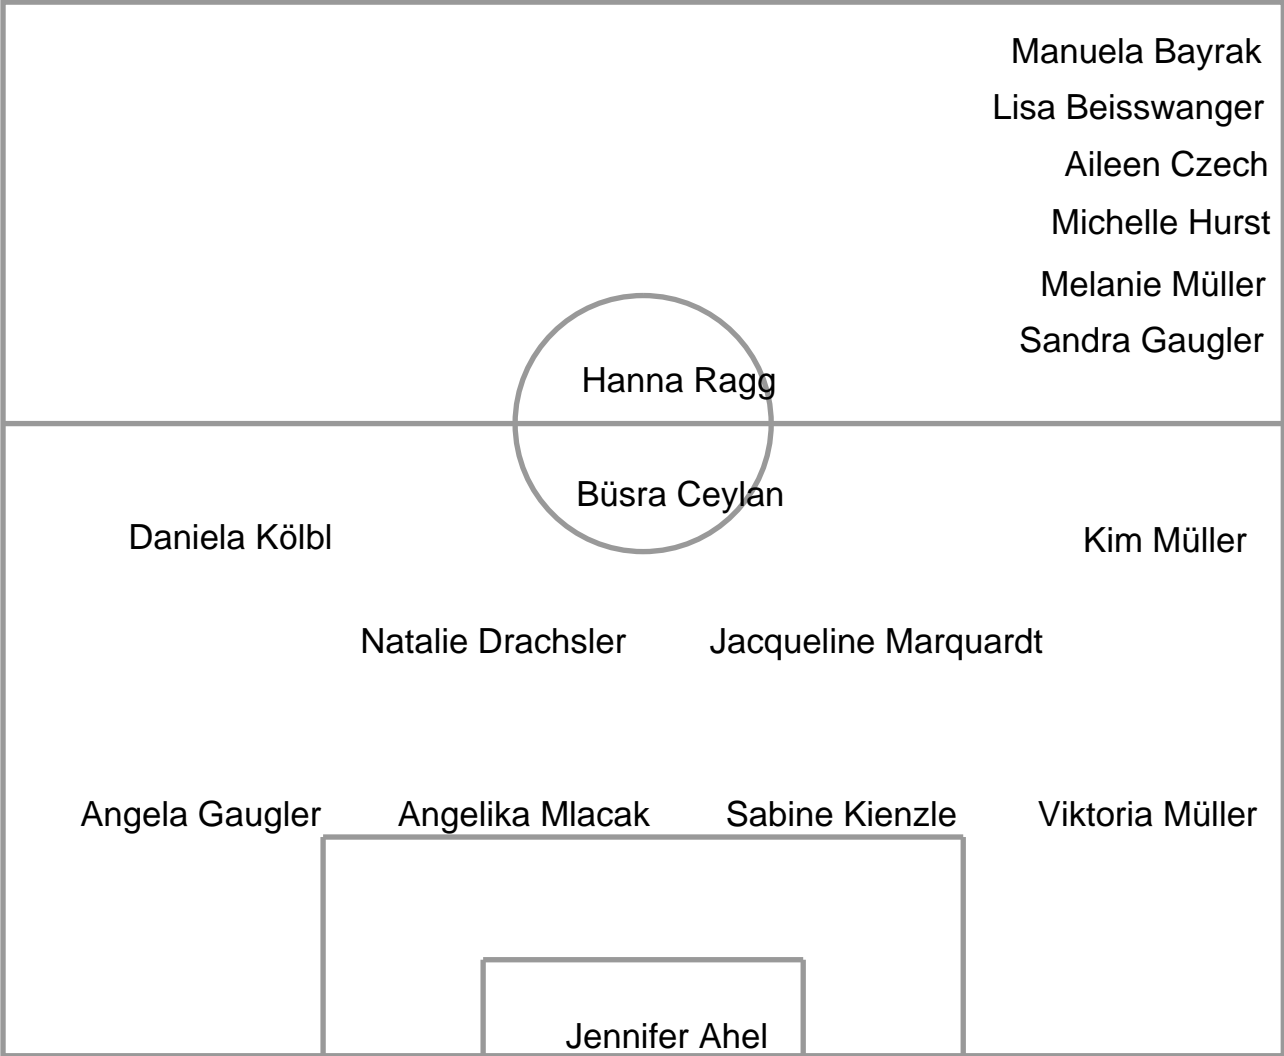 Manuela Bayrak
Lisa Beisswanger
Aileen Czech
Michelle Hurst
Melanie Müller
Sandra Gaugler
Hanna Ragg
Büsra Ceylan
Daniela Kölbl
Kim Müller
Natalie Drachsler
Jacqueline Marquardt
Angela Gaugler
Angelika Mlacak
Sabine Kienzle
Viktoria Müller
Jennifer Ahel